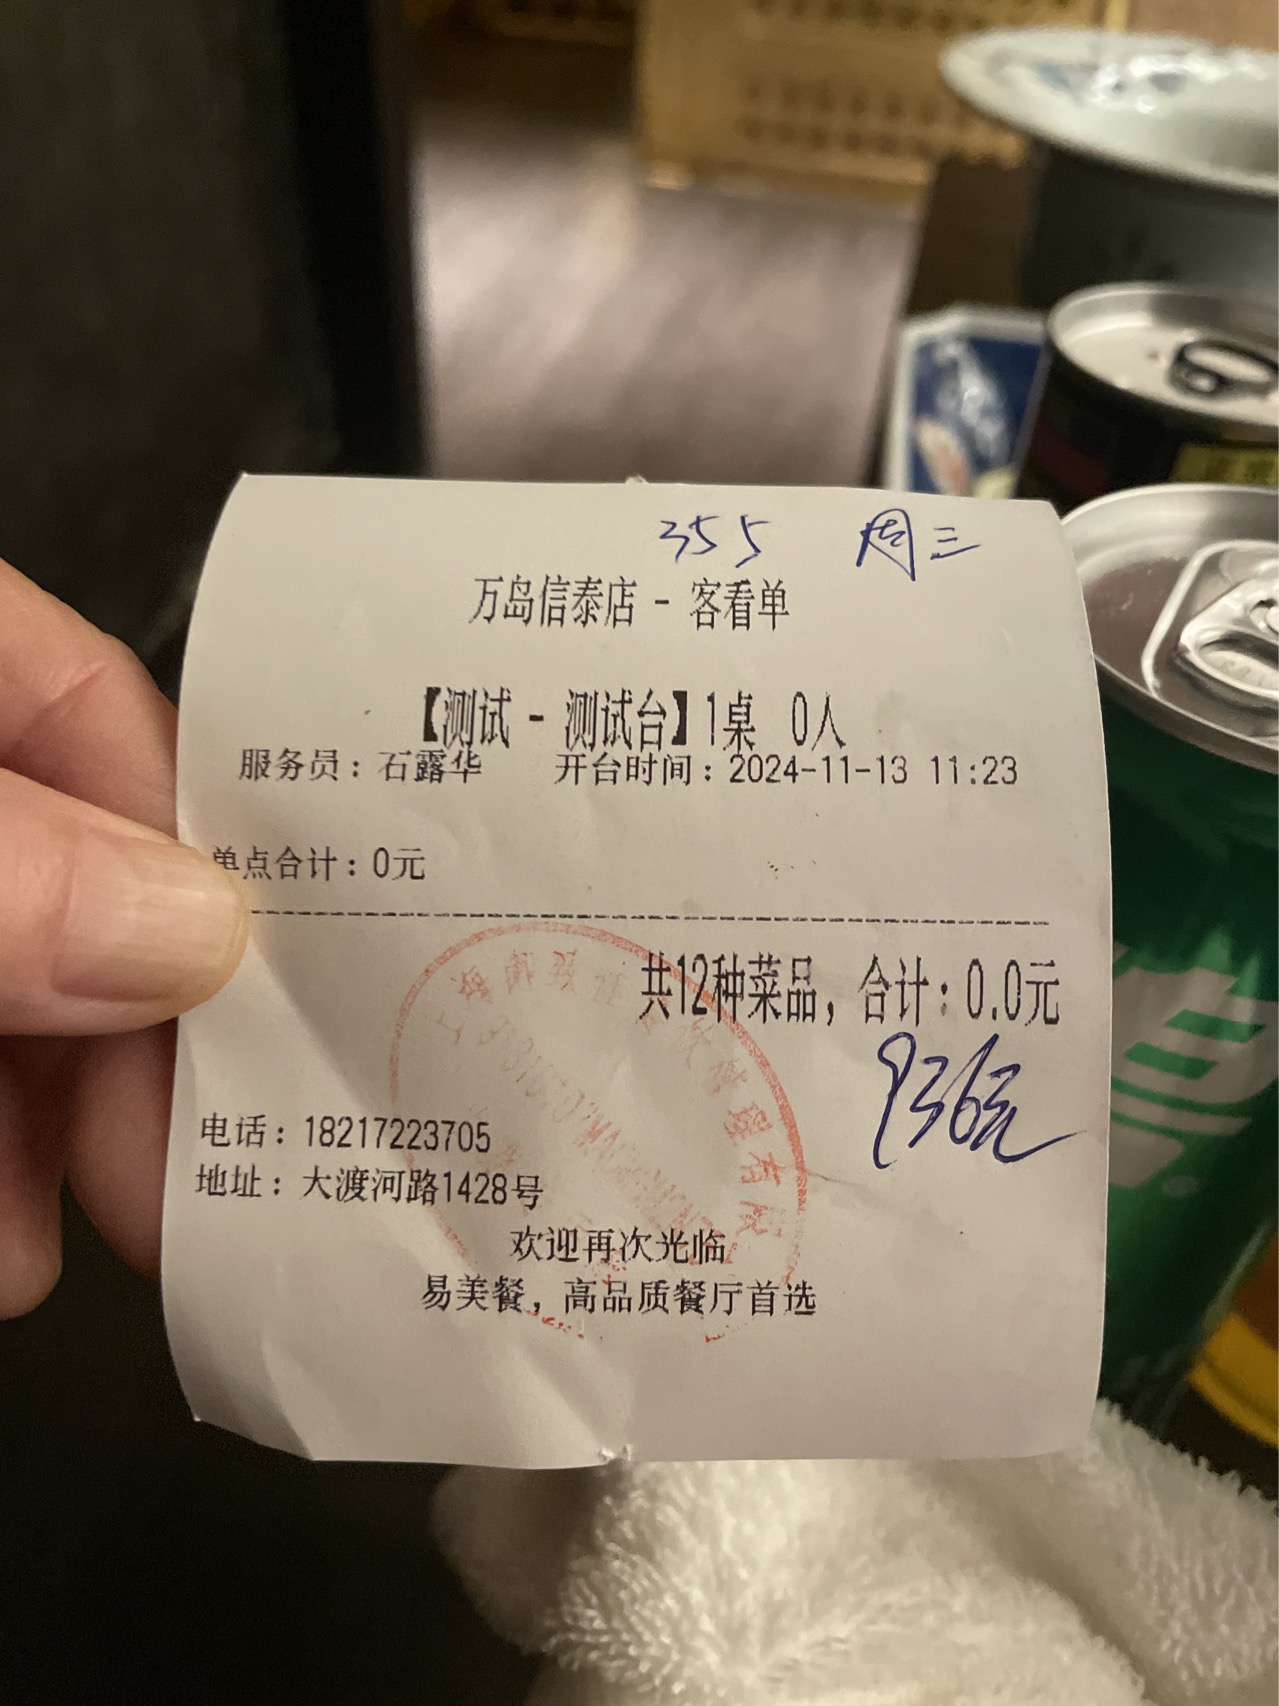 355 周三
万岛信泰店 - 客看单
【测试 - 测试台】1桌 0人
服务员：石露华 开台时间：2024-11-13 11:23
单点合计：0元
共12种菜品，合计：0.0元
936元
电话：18217223705
地址：大渡河路1428号
欢迎再次光临
易美餐，高品质餐厅首选